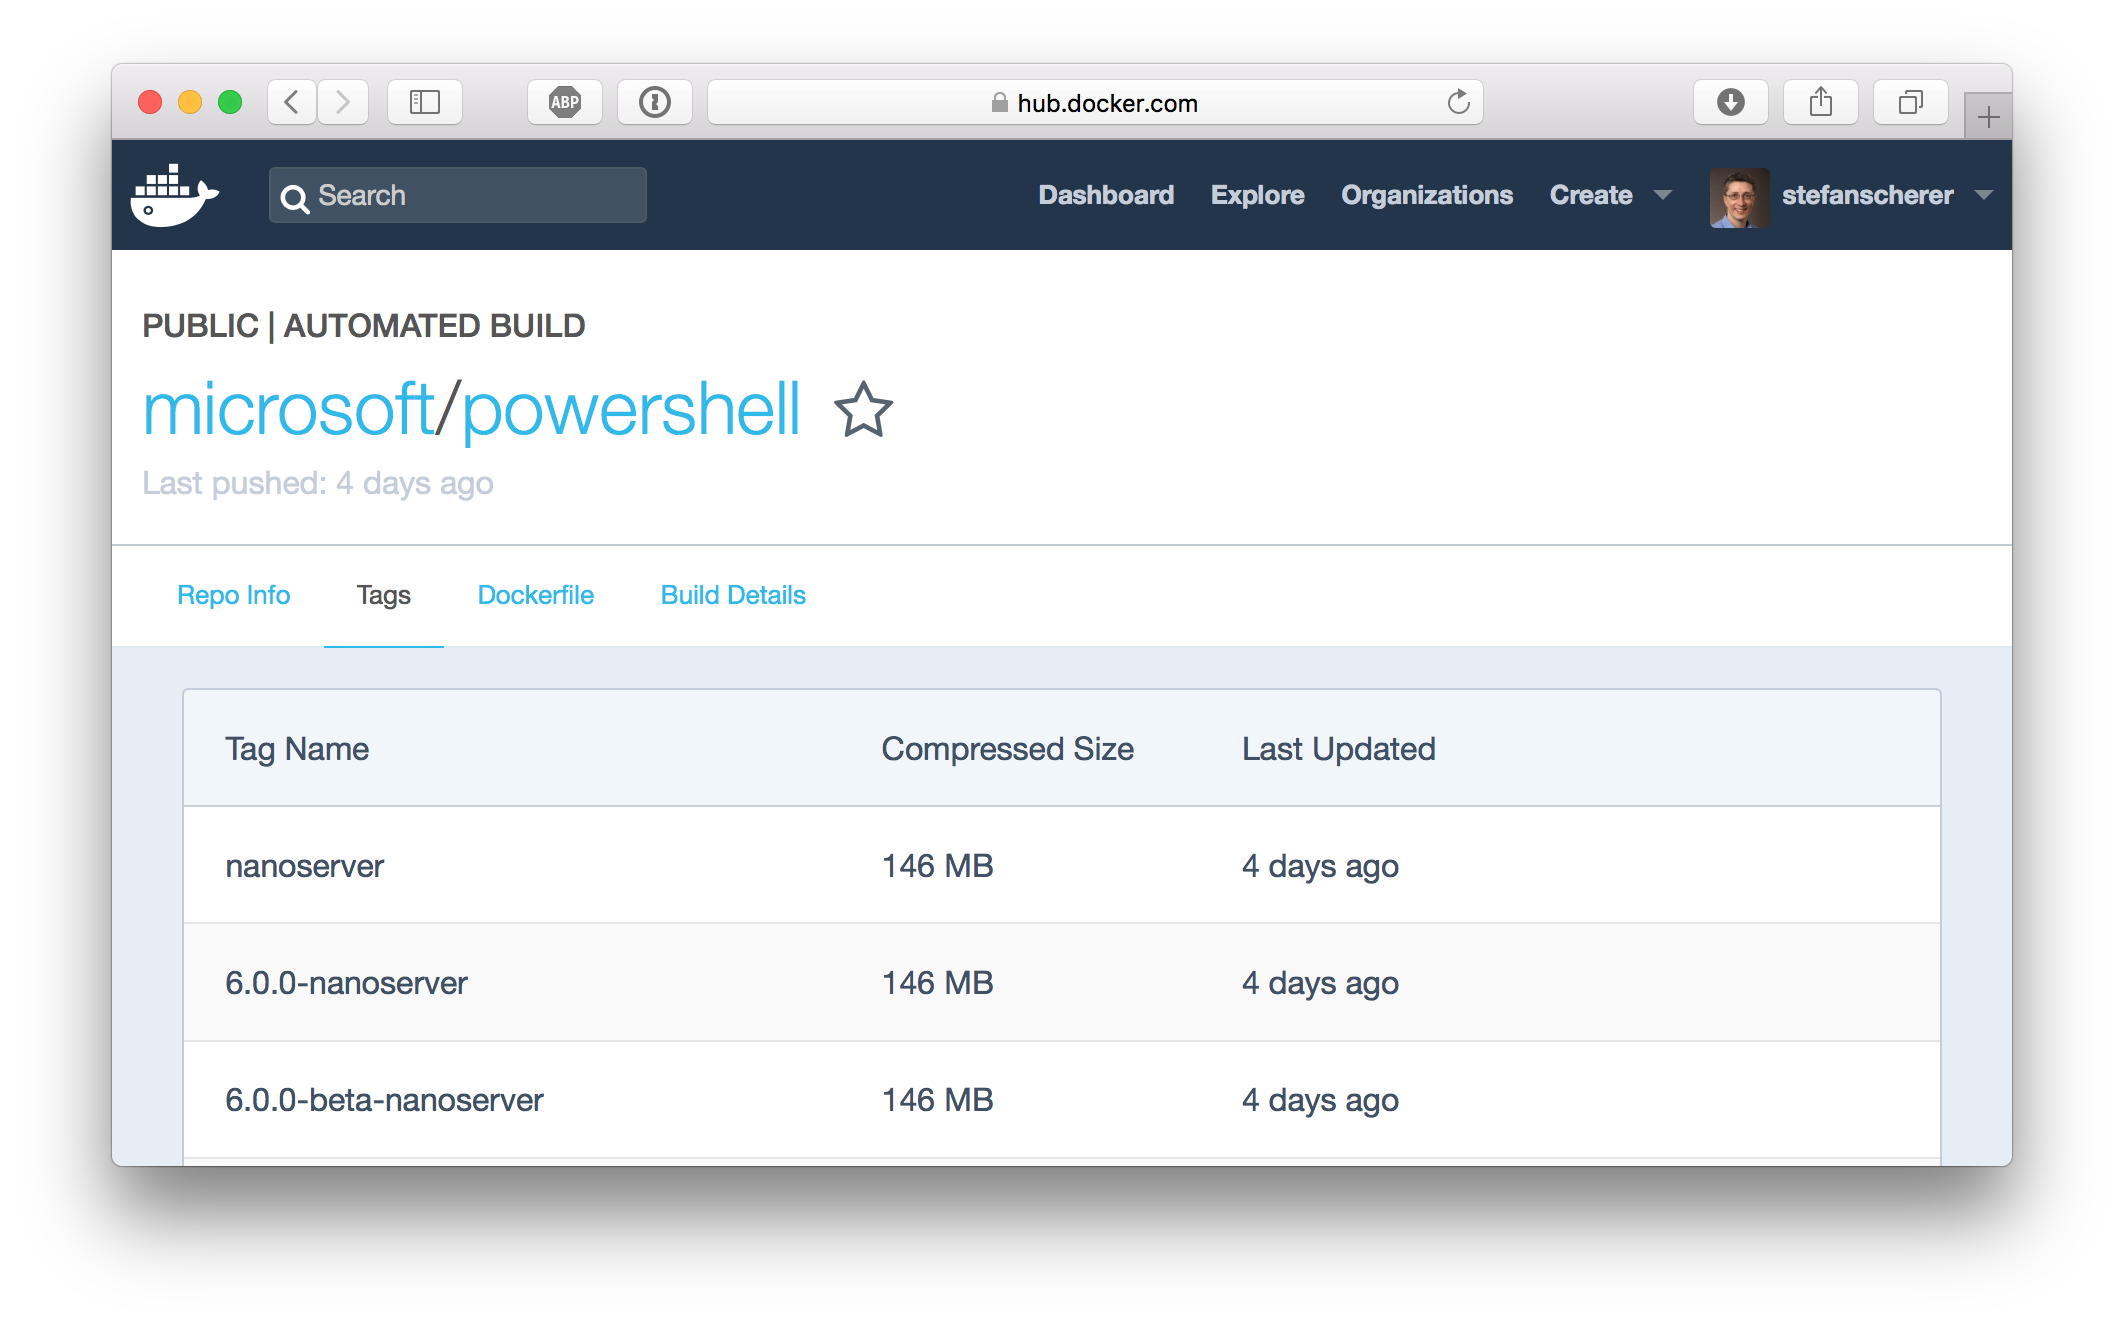 ABP
hub.docker.com
Search
Dashboard Explore Organizations Create stefanscherer
PUBLIC | AUTOMATED BUILD
microsoft/powershell
Last pushed: 4 days ago
Repo Info Tags Dockerfile Build Details
Tag Name Compressed Size Last Updated
nanoserver 146 MB 4 days ago
6.0.0-nanoserver 146 MB 4 days ago
6.0.0-beta-nanoserver 146 MB 4 days ago